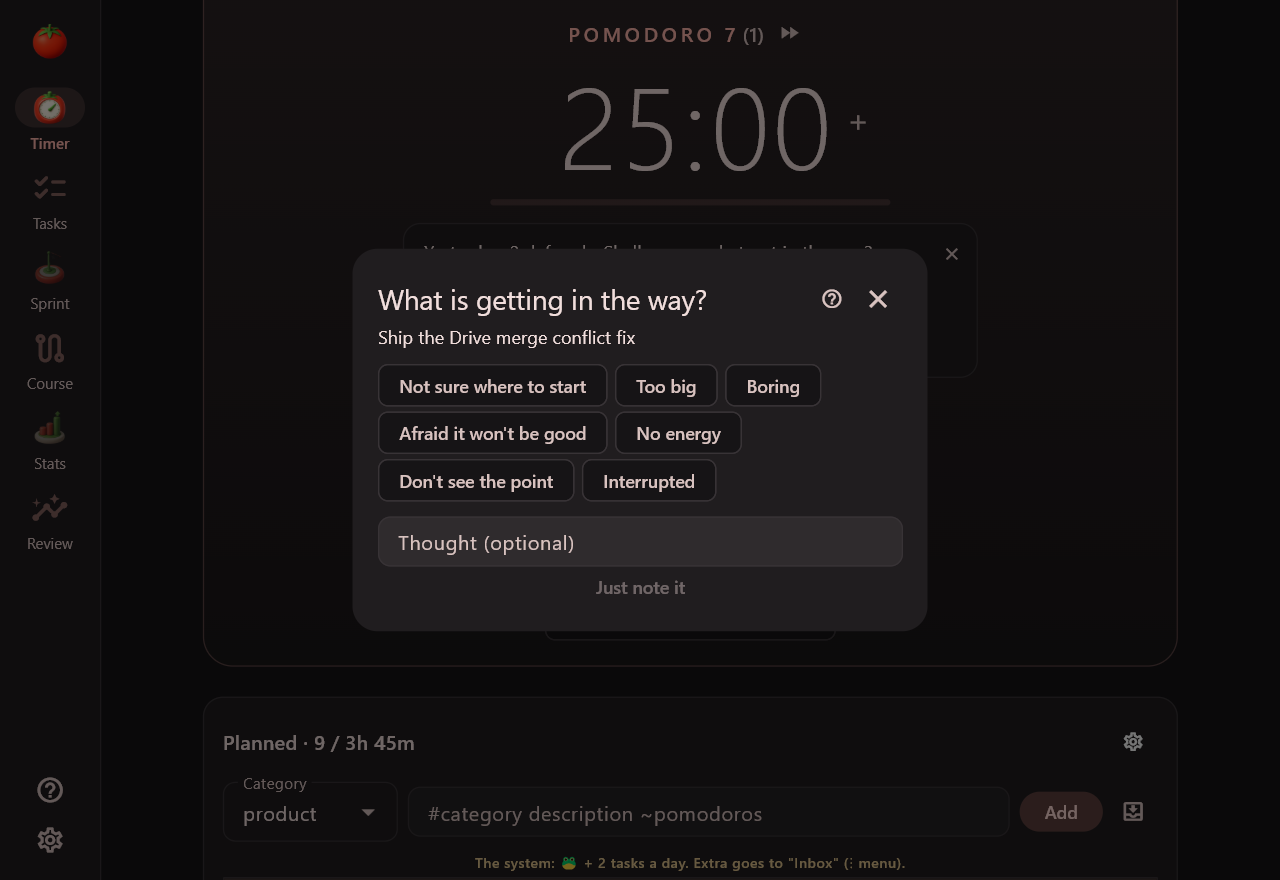 POMODORO 7 (1)
25:00 +
Timer
Tasks
Sprint
Course
Stats
Review
What is getting in the way?
Ship the Drive merge conflict fix
Not sure where to start
Too big
Boring
Afraid it won't be good
No energy
Don't see the point
Interrupted
Thought (optional)
Just note it
Planned · 9 / 3h 45m
Category
product
#category description ~pomodoros
Add
The system: 🐸 + 2 tasks a day. Extra goes to "Inbox" (⋮ menu).